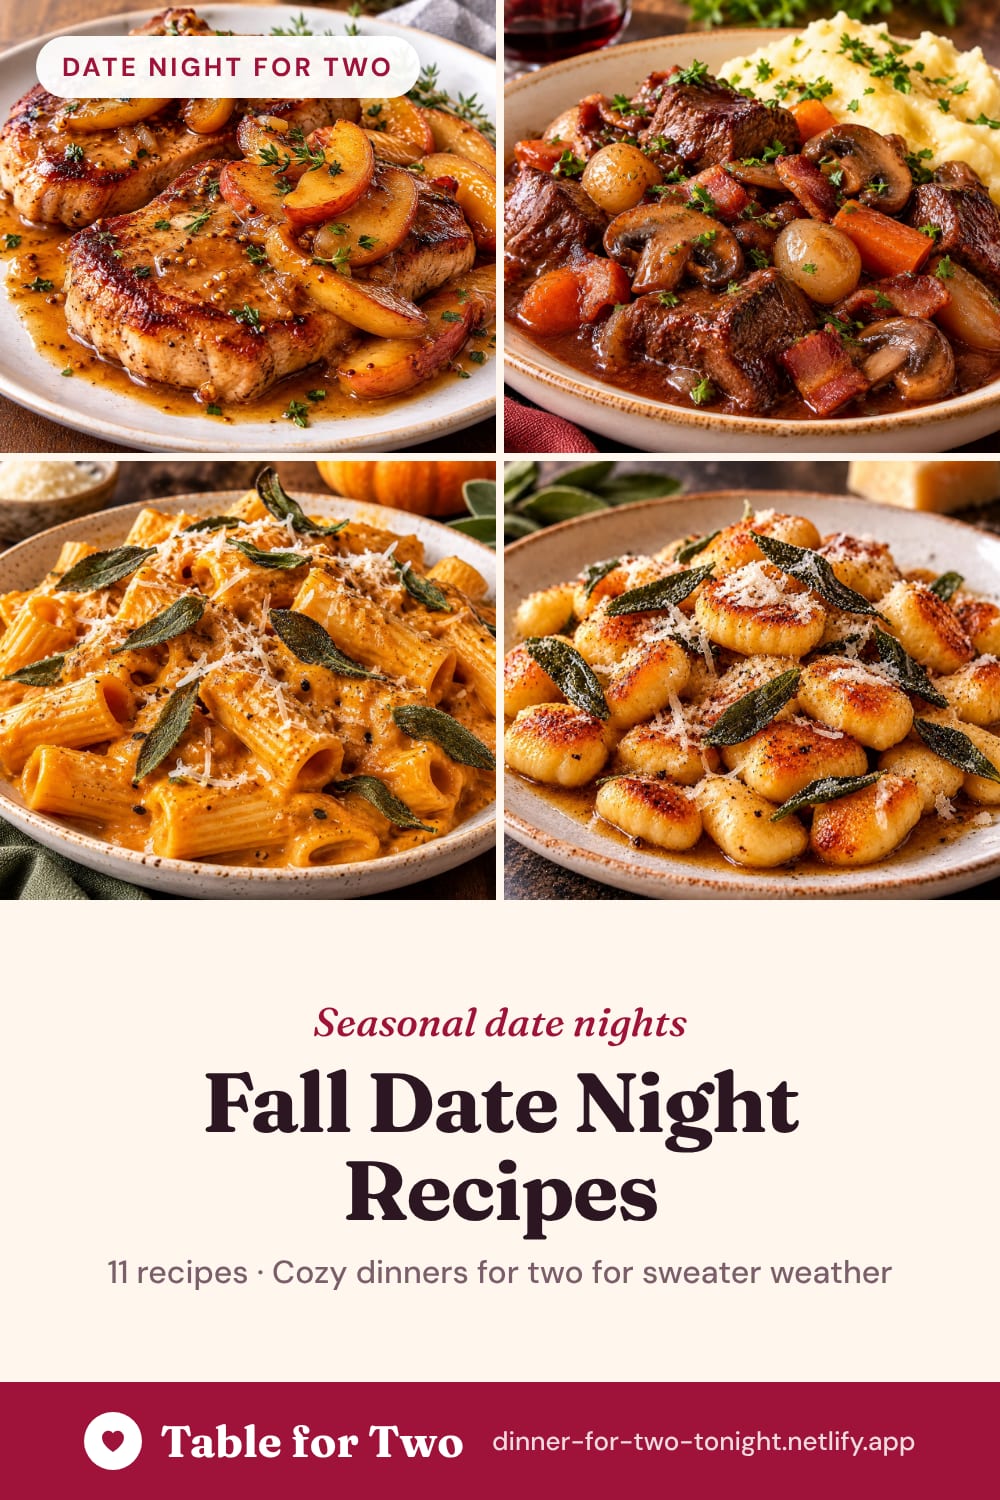 DATE NIGHT FOR TWO
Seasonal date nights
Fall Date Night
Recipes
11 recipes · Cozy dinners for two for sweater weather
Table for Two
dinner-for-two-tonight.netlify.app